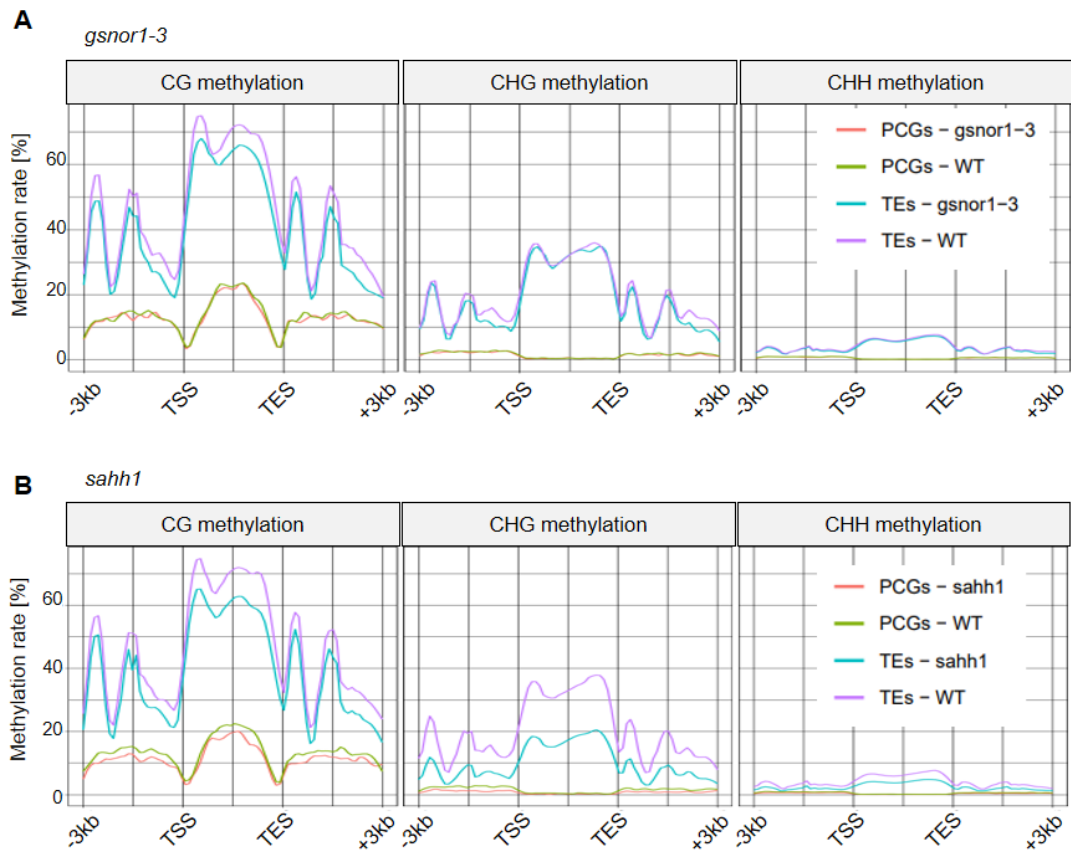 A
gsnor1-3
CG methylation
CHG methylation
CHH methylation
Methylation rate [%]
60
40
20
0
PCGs – gsnor1–3
PCGs – WT
TEs – gsnor1–3
TEs – WT
-3kb
TSS
TES
+3kb
-3kb
TSS
TES
+3kb
-3kb
TSS
TES
+3kb
B
sahh1
CG methylation
CHG methylation
CHH methylation
Methylation rate [%]
60
40
20
0
PCGs – sahh1
PCGs – WT
TEs – sahh1
TEs – WT
-3kb
TSS
TES
+3kb
-3kb
TSS
TES
+3kb
-3kb
TSS
TES
+3kb